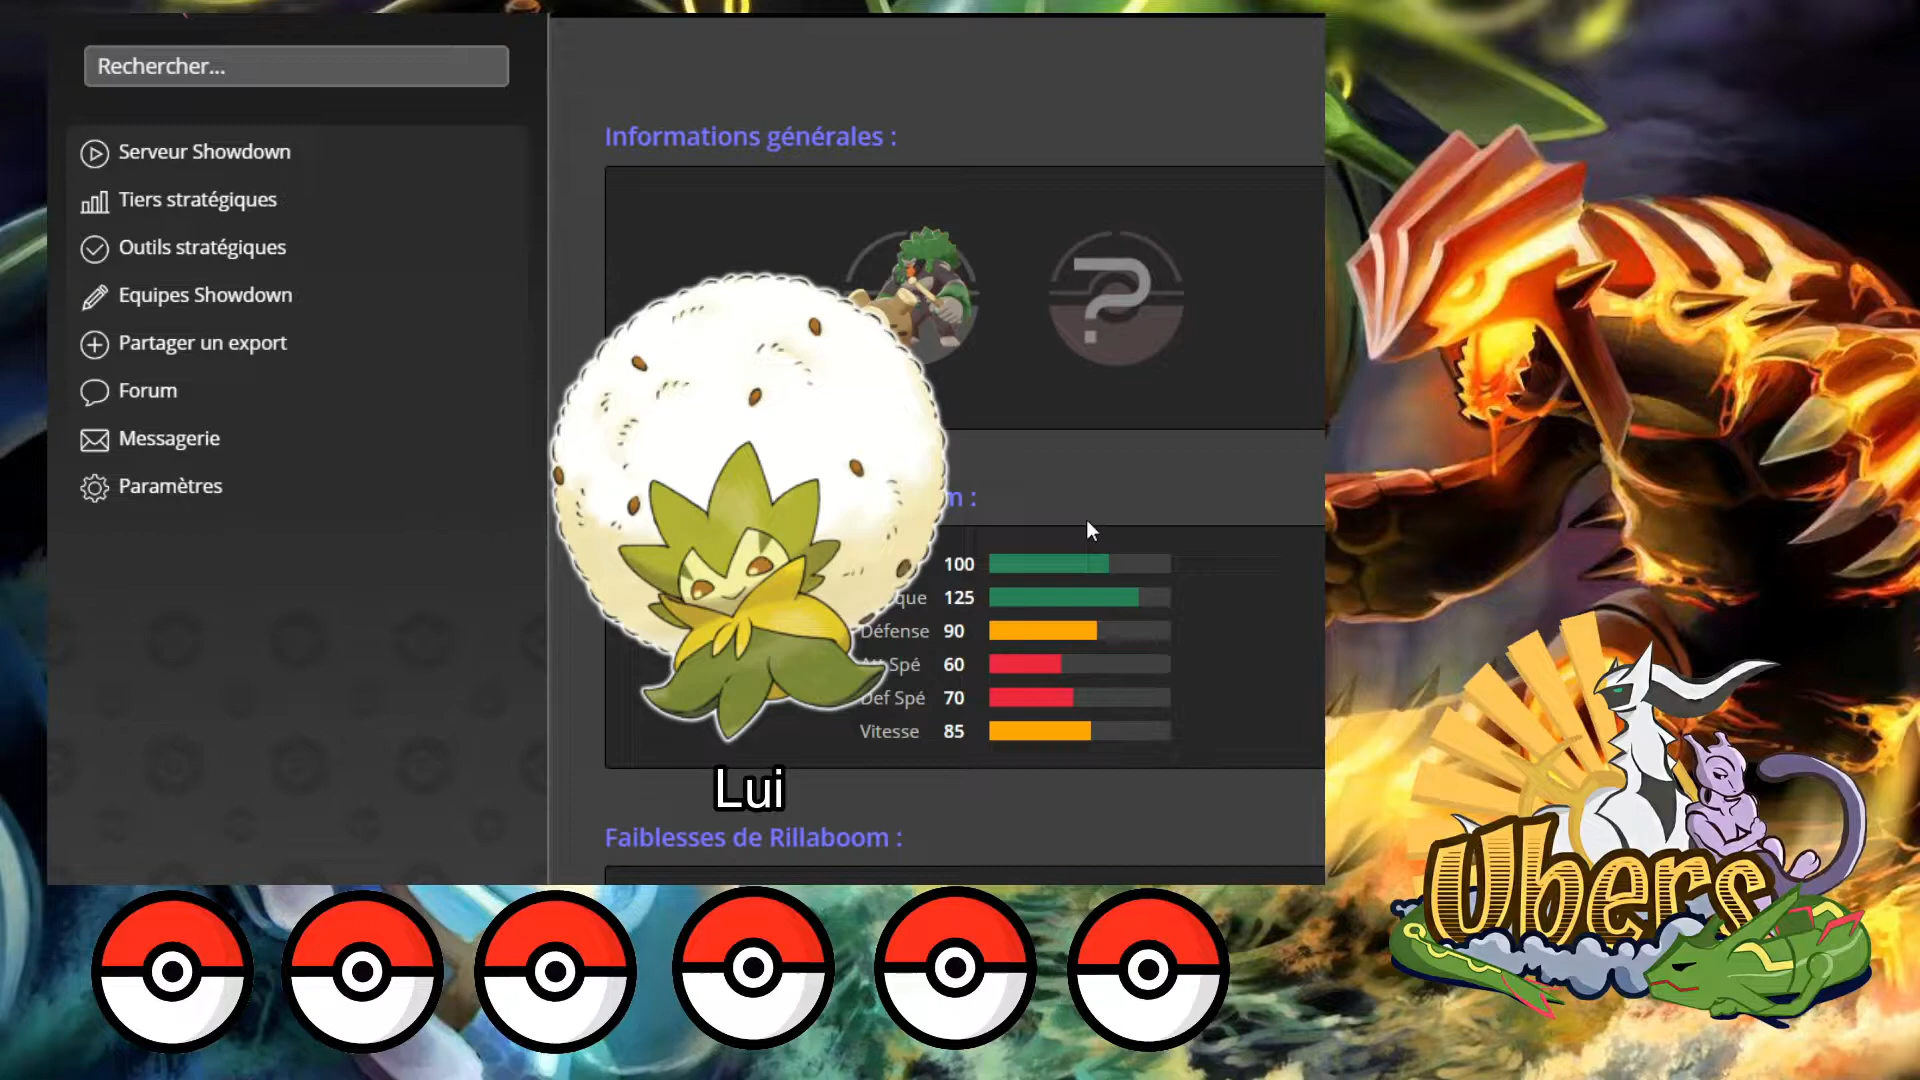 Rechercher...
Serveur Showdown
Tiers stratégiques
Outils stratégiques
Equipes Showdown
Partager un export
Forum
Messagerie
Paramètres
Informations générales :
m :
100
que 125
Défense 90
Spé 60
Def Spé 70
Vitesse 85
Lui
Faiblesses de Rillaboom :
Ubers